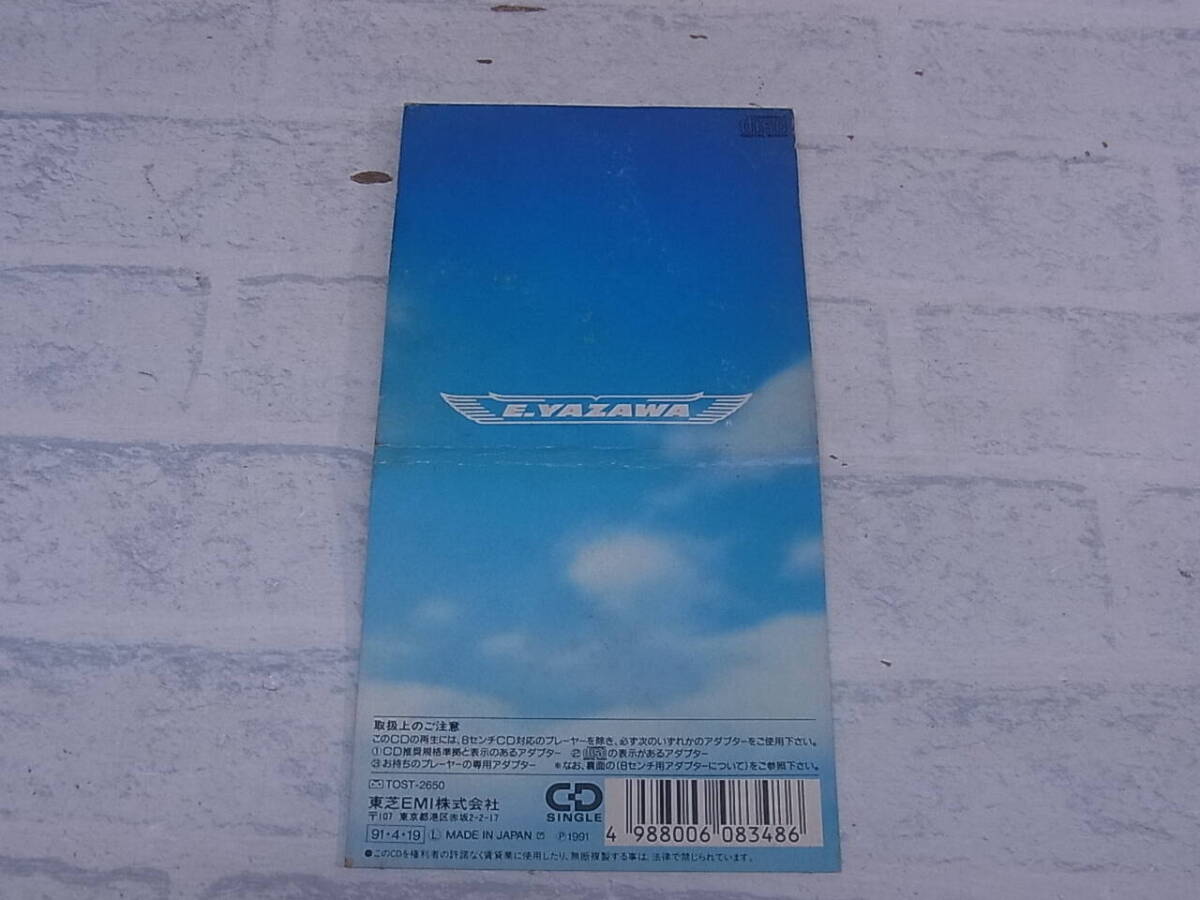 E.YAZAWA
取扱上のご注意
このCDの再生には、8センチCD対応のプレーヤーを除き、必ず次のいずれかのアダプターをご使用下さい。
①CD推奨規格準拠と表示のあるアダプター ②の表示があるアダプター
③お持ちのプレーヤーの専用アダプター ※なお、裏面の(8センチ用アダプターについて)をご参照下さい。
TOST-2650
東芝EMI株式会社
〒107 東京都港区赤坂2-2-17
91・4・19 Ⓛ MADE IN JAPAN ℗1991
CD
SINGLE
4 988006 083486
●このCDを権利者の許諾なく賃貸業に使用したり、無断複製する事は、法律で禁じられています。